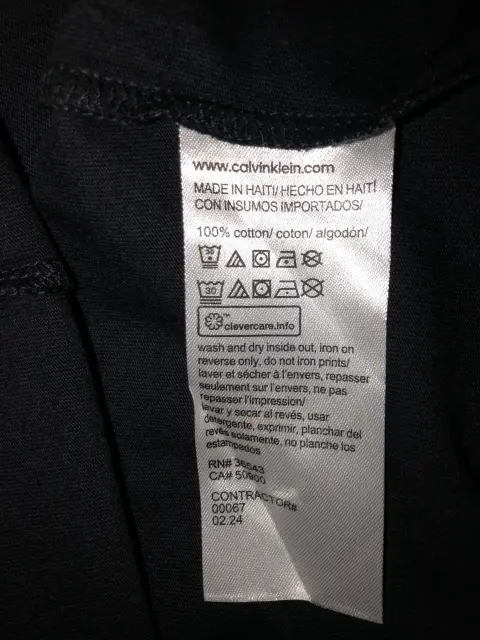 www.calvinklein.com
MADE IN HAITI/ HECHO EN HAITÍ
CON INSUMOS IMPORTADOS/
100% cotton/ coton/ algodón/
30
clevercare.info
wash and dry inside out, iron on
reverse only, do not iron prints/
laver et sécher à l'envers, repasser
seulement sur l'envers, ne pas
repasser l'impression/
lavar y secar al revés, usar
detergente, exprimir, planchar del
revés solamente, no planche los
estampados
RN# 36543
CA# 50900
CONTRACTOR#
00067
02.24